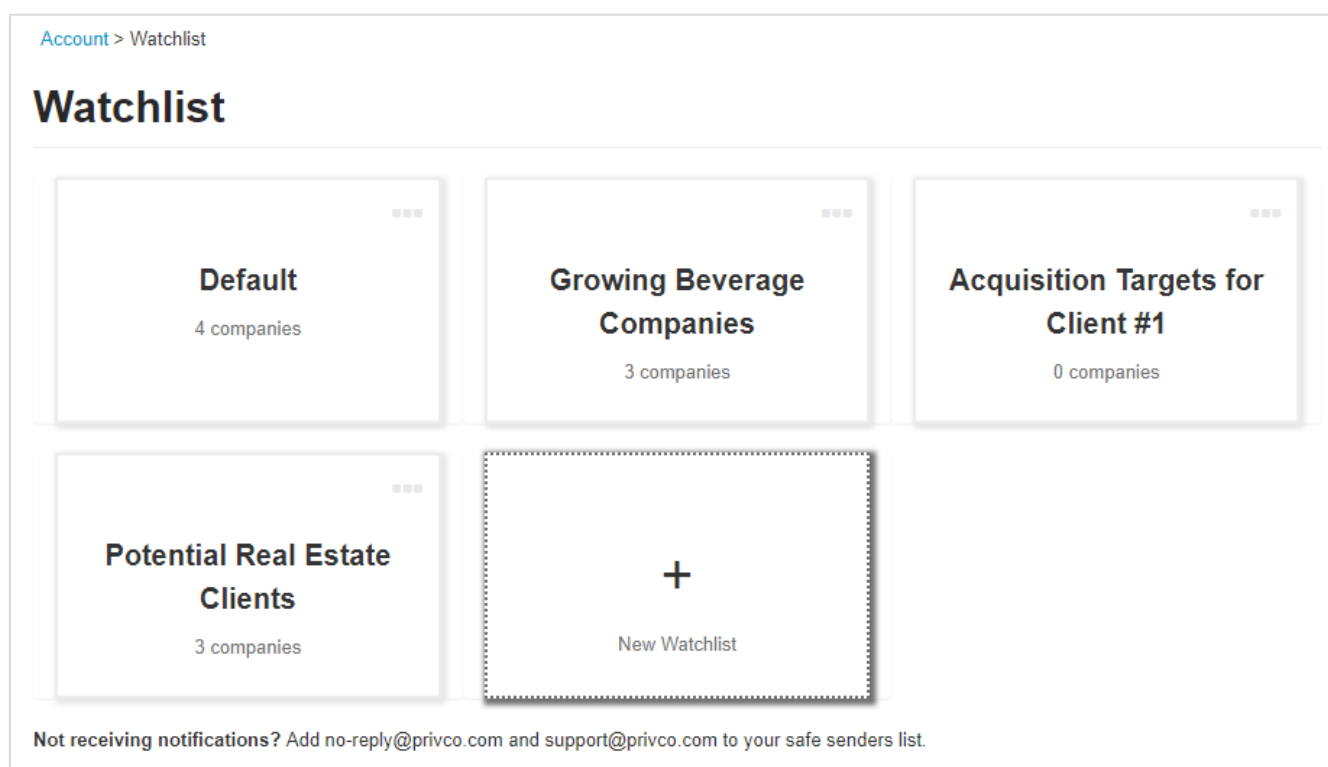 Account > Watchlist
Watchlist
Default
4 companies
Growing Beverage
Companies
3 companies
Acquisition Targets for
Client #1
0 companies
Potential Real Estate
Clients
3 companies
+
New Watchlist
Not receiving notifications? Add no-reply@privco.com and support@privco.com to your safe senders list.